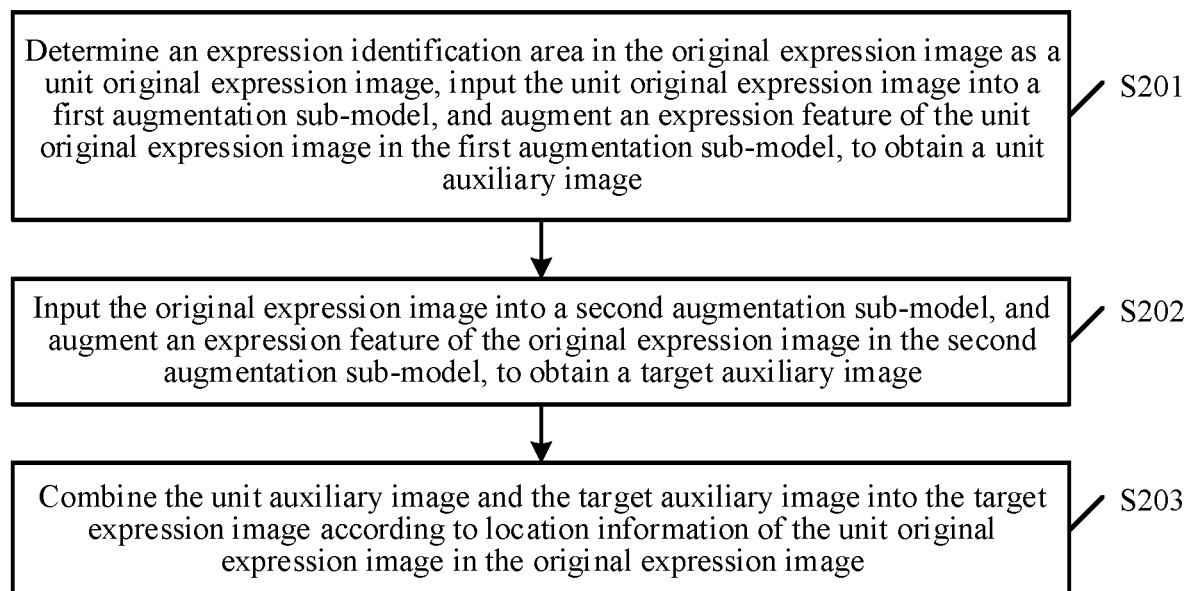 Determine an expression identification area in the original expression image as a
unit original expression image, input the unit original expression image into a
first augmentation sub-model, and augment an expression feature of the unit
original expression image in the first augmentation sub-model, to obtain a unit
auxiliary image
S201
Input the original expression image into a second augmentation sub-model, and
augment an expression feature of the original expression image in the second
augmentation sub-model, to obtain a target auxiliary image
S202
Combine the unit auxiliary image and the target auxiliary image into the target
expression image according to location information of the unit original
expression image in the original expression image
S203